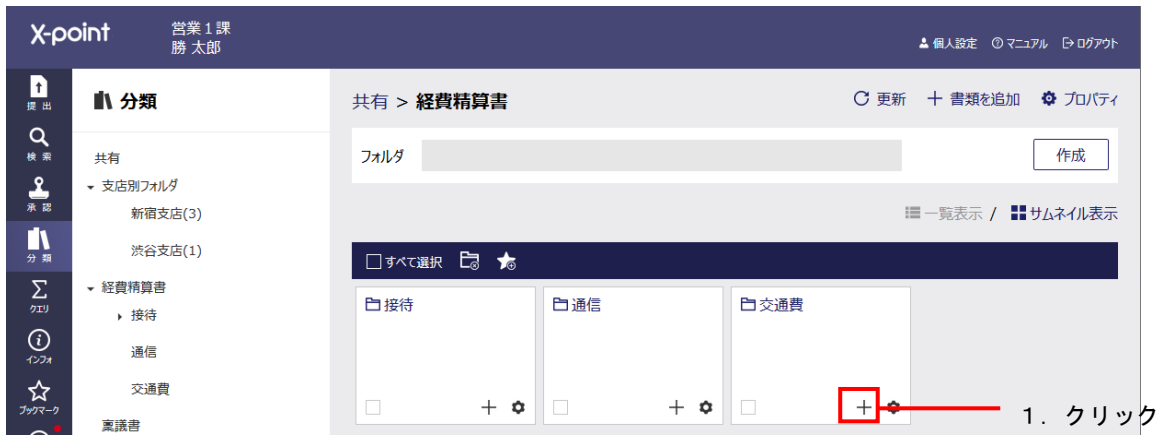 X-point
営業１課
勝 太郎
個人設定 マニュアル ログアウト
提 出
検 索
承 認
分 類
クエリ
インフォ
ブックマーク
分類
共有
支店別フォルダ
新宿支店(3)
渋谷支店(1)
経費精算書
接待
通信
交通費
稟議書
共有 > 経費精算書
更新 書類を追加 プロパティ
フォルダ 作成
一覧表示 / サムネイル表示
すべて選択
接待 通信 交通費
１．クリック